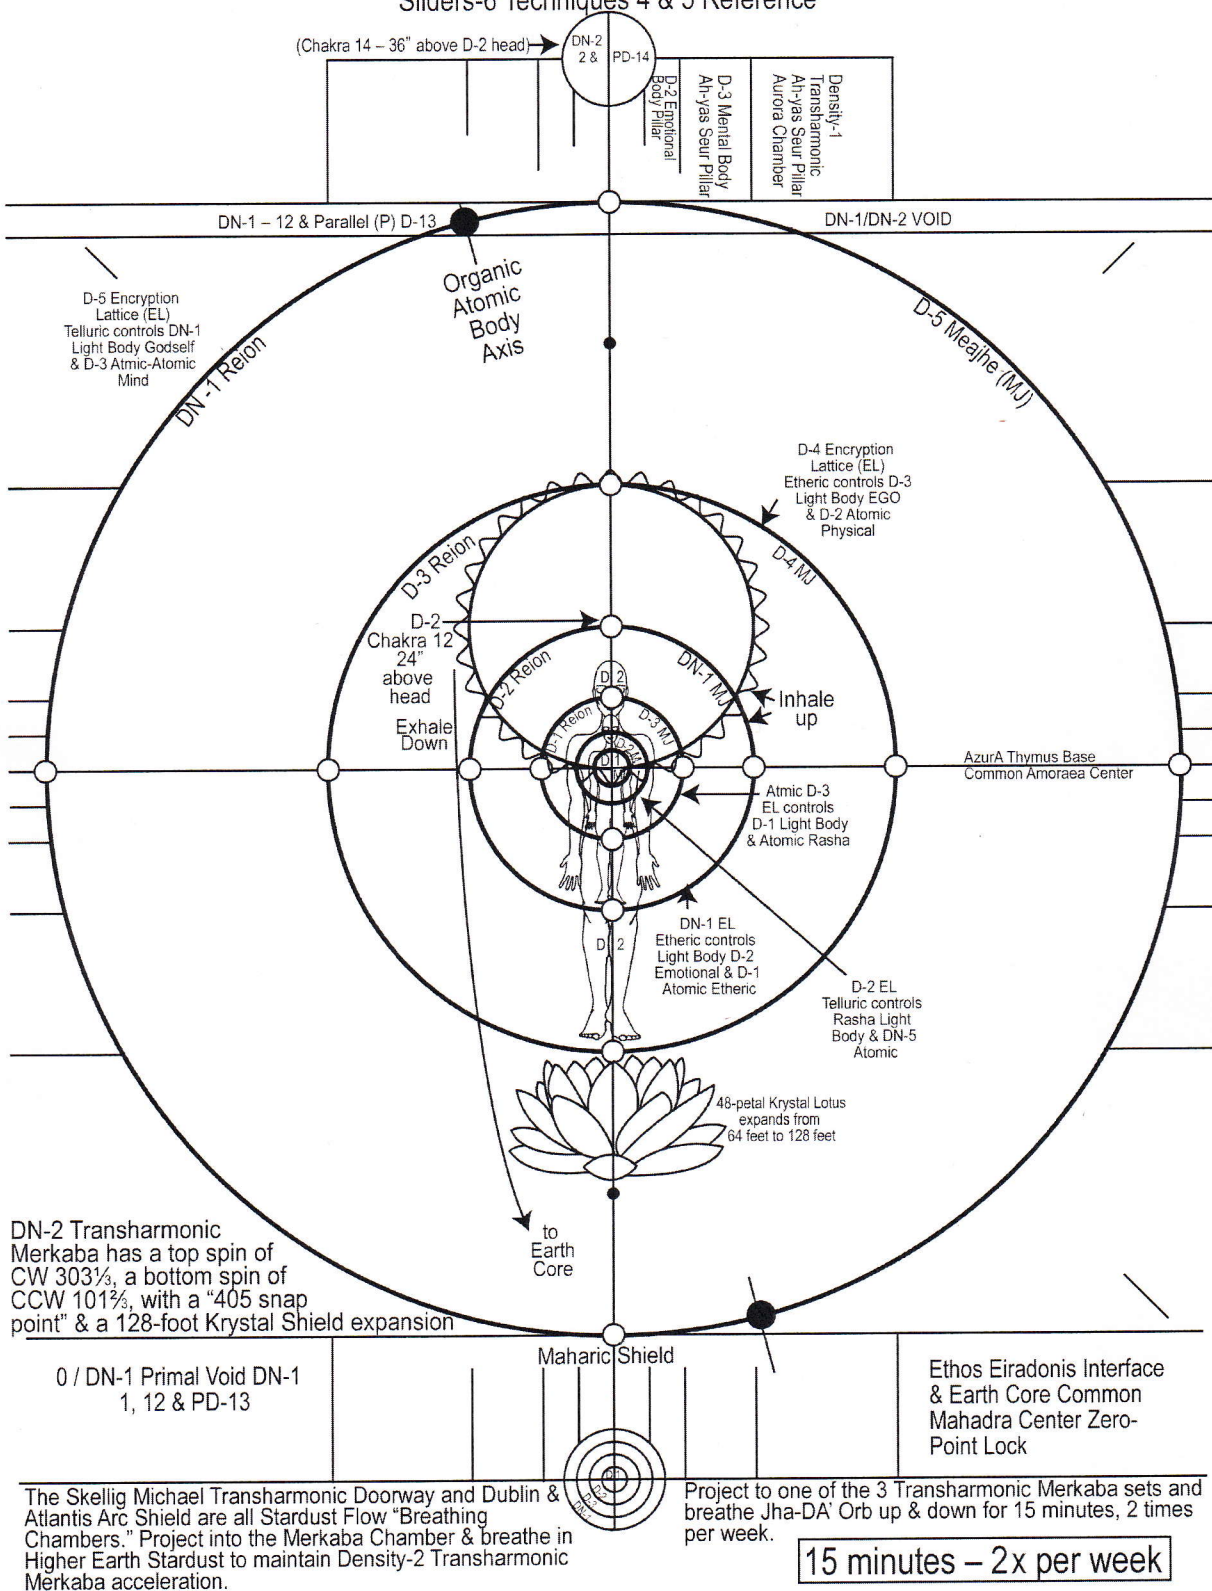 Sliders-6 Techniques 4 & 5 Reference
(Chakra 14 – 36" above D-2 head)
DN-2
2 &
PD-14
D-2 Emotional
Body Pillar
D-3 Mental Body
Ah-yas Seur Pillar
Density-1
Transharmonic
Ah-yas Seur Pillar
Aurora Chamber
DN-1 – 12 & Parallel (P) D-13
DN-1/DN-2 VOID
Organic
Atomic
Body
Axis
D-5 Encryption
Lattice (EL)
Telluric controls DN-1
Light Body Godself
& D-3 Atmic-Atomic
Mind
DN -1 Reion
D-5 Meajhe (MJ)
D-4 Encryption
Lattice (EL)
Etheric controls D-3
Light Body EGO
& D-2 Atomic
Physical
D-3 Reion
D-4 MJ
D-2
Chakra 12
24"
above
head
D-2 Reion
DN-1 MJ
D 2
Inhale
up
Exhale
Down
D-1 Reion
D-3 MJ
D-2 MJ
D 1
AzurA Thymus Base
Common Amoraea Center
Atmic D-3
EL controls
D-1 Light Body
& Atomic Rasha
DN-1 EL
Etheric controls
Light Body D-2
Emotional & D-1
Atomic Etheric
D 2
D-2 EL
Telluric controls
Rasha Light
Body & DN-5
Atomic
48-petal Krystal Lotus
expands from
64 feet to 128 feet
to
Earth
Core
DN-2 Transharmonic
Merkaba has a top spin of
CW 303⅓, a bottom spin of
CCW 101⅔, with a "405 snap
point" & a 128-foot Krystal Shield expansion
Maharic Shield
0 / DN-1 Primal Void DN-1
1, 12 & PD-13
Ethos Eiradonis Interface
& Earth Core Common
Mahadra Center Zero-
Point Lock
D-1
D-2
D-3
DN-1
The Skellig Michael Transharmonic Doorway and Dublin &
Atlantis Arc Shield are all Stardust Flow "Breathing
Chambers." Project into the Merkaba Chamber & breathe in
Higher Earth Stardust to maintain Density-2 Transharmonic
Merkaba acceleration.
Project to one of the 3 Transharmonic Merkaba sets and
breathe Jha-DA' Orb up & down for 15 minutes, 2 times
per week.
15 minutes – 2x per week